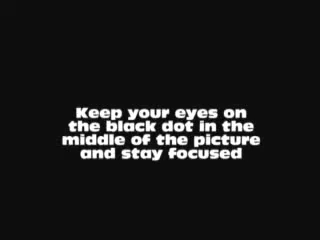 Keep your eyes on
the black dot in the
middle of the picture
and stay focused